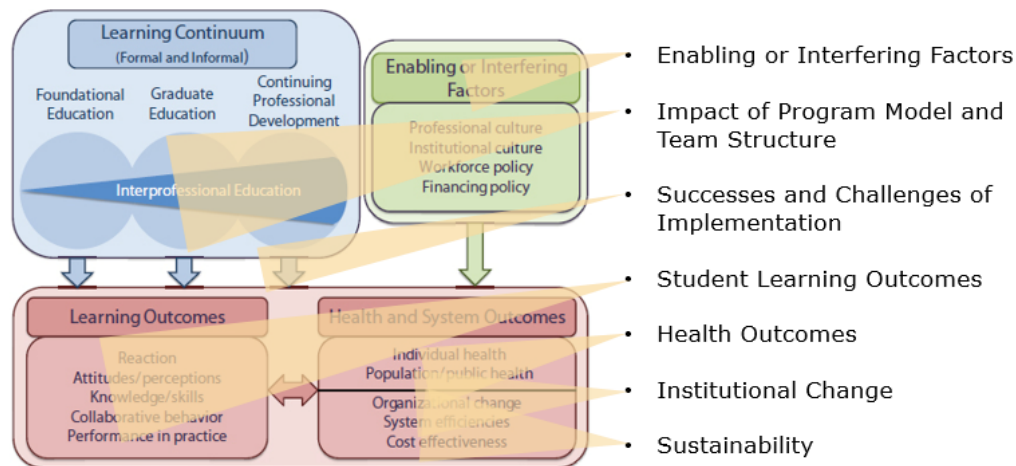 Learning Continuum
(Formal and Informal)
Foundational
Education
Graduate
Education
Continuing
Professional
Development
Interprofessional Education
Enabling or Interfering
Factors
Professional culture
Institutional culture
Workforce policy
Financing policy
Learning Outcomes
Reaction
Attitudes/perceptions
Knowledge/skills
Collaborative behavior
Performance in practice
Health and System Outcomes
Individual health
Population/public health
Organizational change
System efficiencies
Cost effectiveness
• Enabling or Interfering Factors
• Impact of Program Model and
Team Structure
• Successes and Challenges of
Implementation
• Student Learning Outcomes
• Health Outcomes
• Institutional Change
• Sustainability